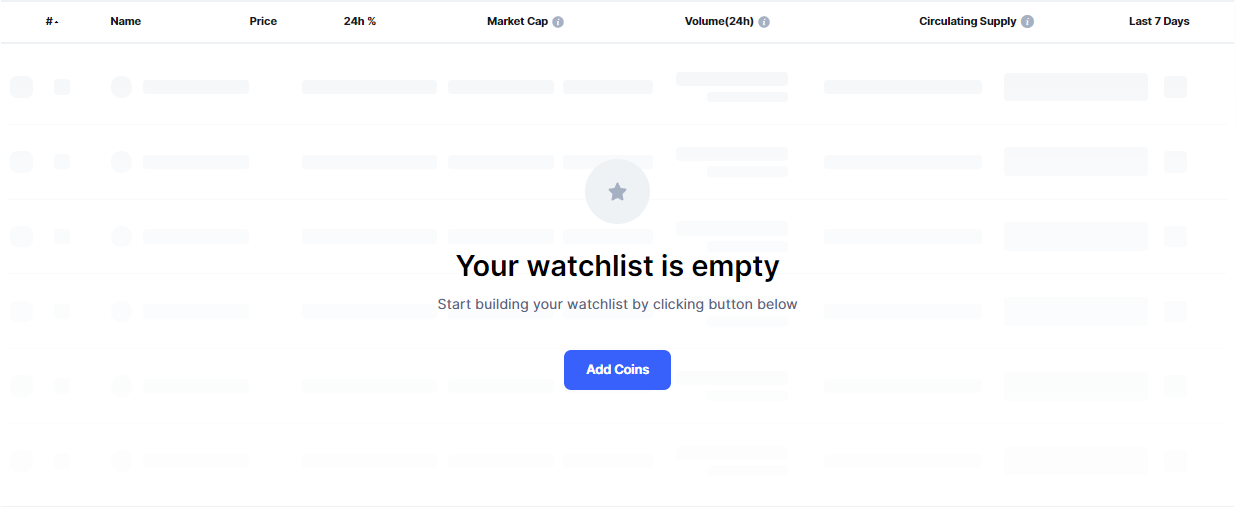 # Name Price 24h % Market Cap Volume(24h) Circulating Supply Last 7 Days
Your watchlist is empty
Start building your watchlist by clicking button below
Add Coins